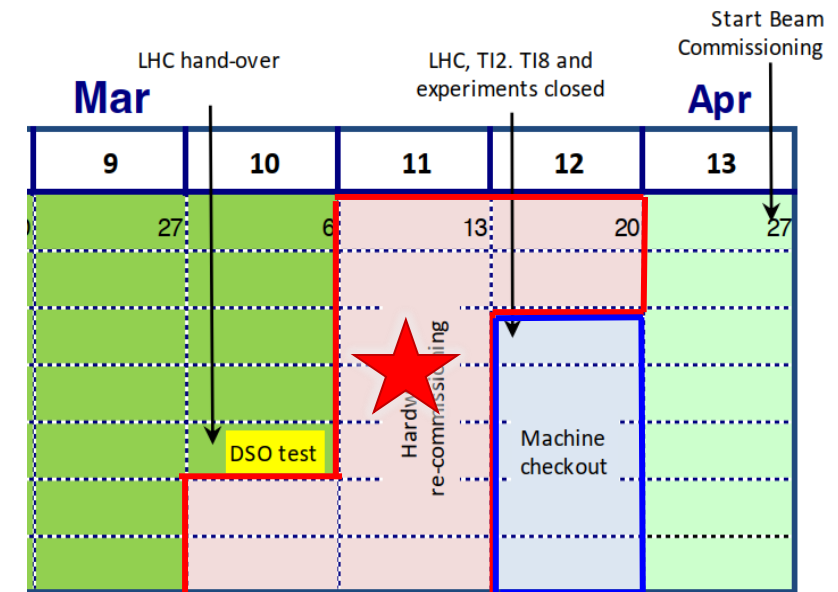 Start Beam
Commissioning
LHC hand-over
LHC, TI2. TI8 and
experiments closed
Mar
Apr
9
10
11
12
13
27
6
13
20
27
Hardw
re-commissioning
DSO test
Machine
checkout